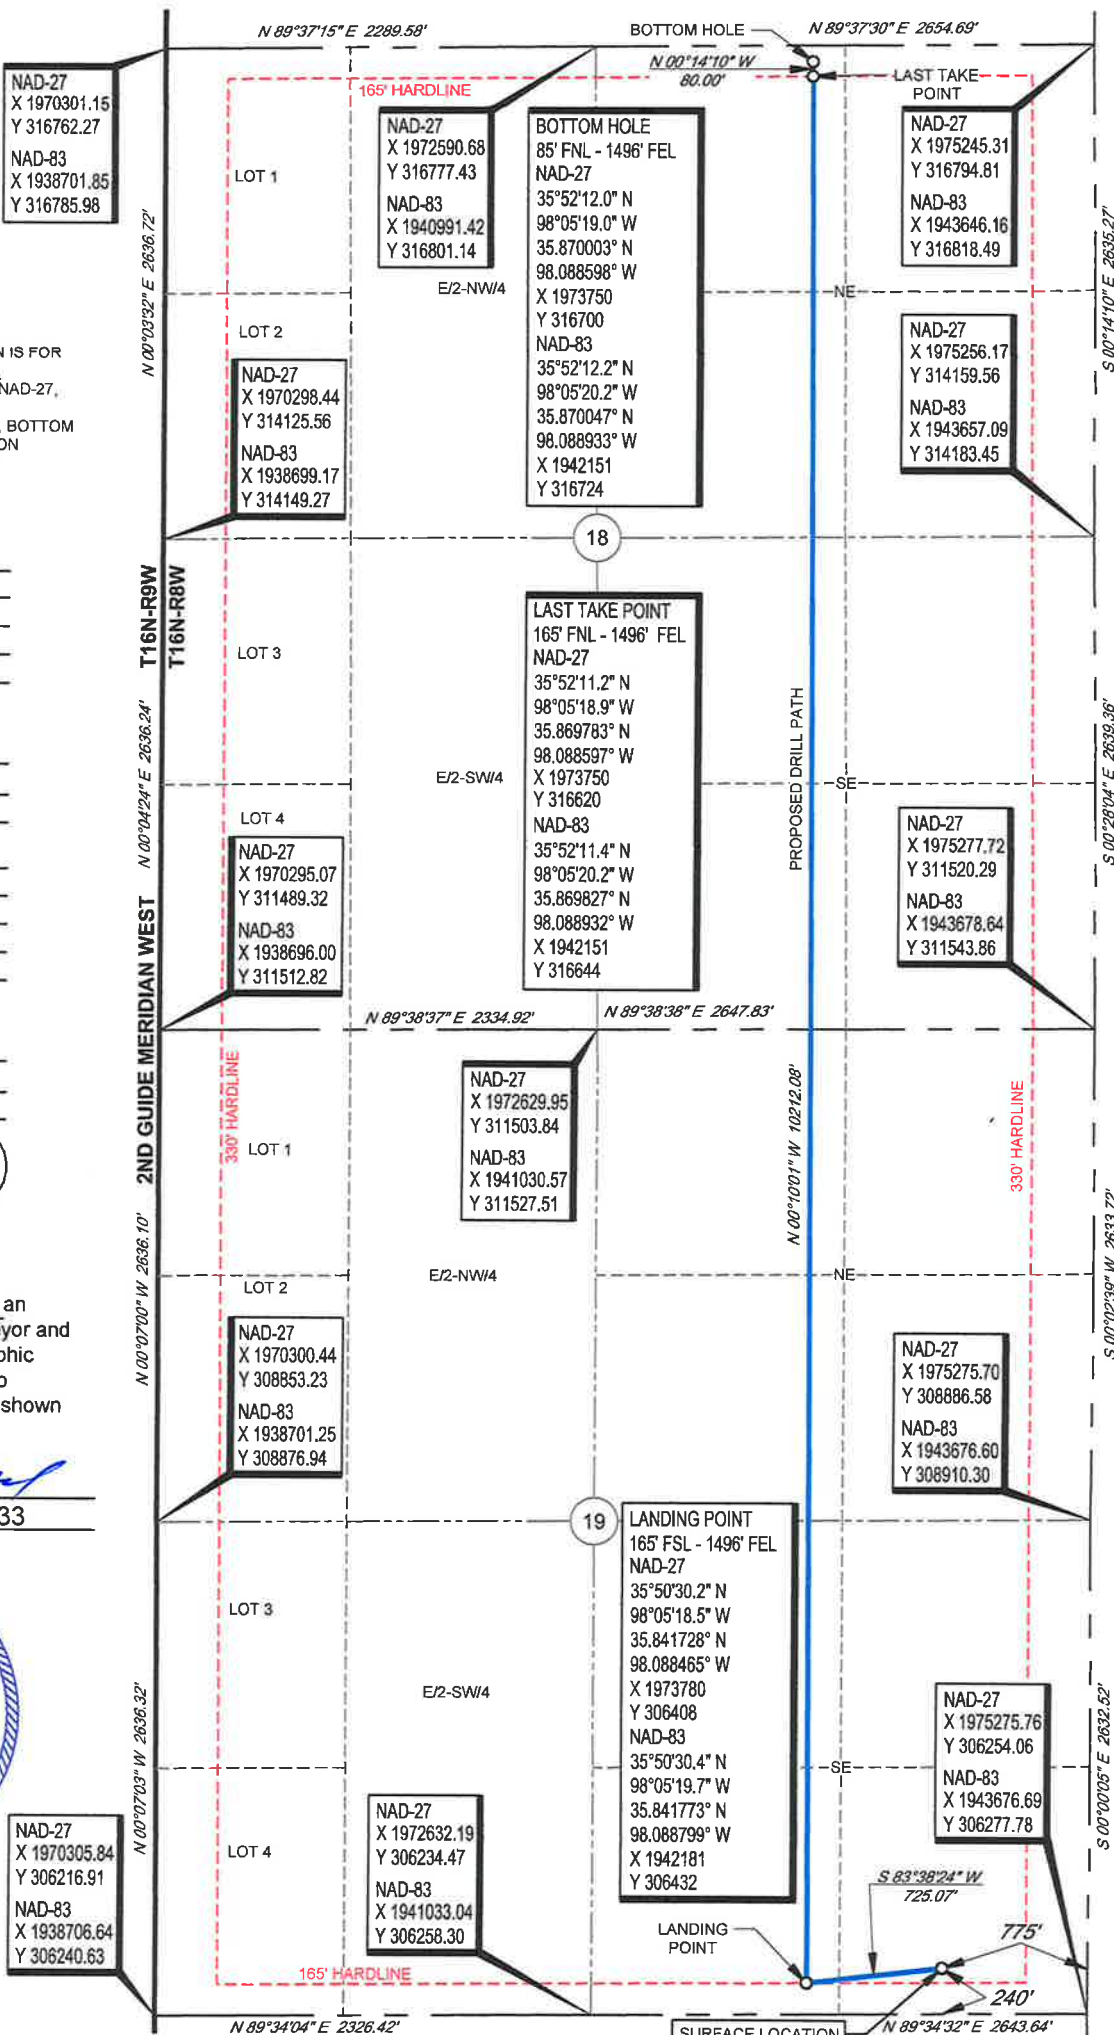 N 89°37'15" E 2289.58'
BOTTOM HOLE
N 89°37'30" E 2654.69'
N 00°14'10" W
80.00'
LAST TAKE
POINT
165' HARDLINE
NAD-27
X 1970301.15
Y 316762.27
NAD-83
X 1938701.85
Y 316785.98
NAD-27
X 1972590.68
Y 316777.43
NAD-83
X 1940991.42
Y 316801.14
BOTTOM HOLE
85' FNL - 1496' FEL
NAD-27
35°52'12.0" N
98°05'19.0" W
35.870003° N
98.088598° W
X 1973750
Y 316700
NAD-83
35°52'12.2" N
98°05'20.2" W
35.870047° N
98.088933° W
X 1942151
Y 316724
NAD-27
X 1975245.31
Y 316794.81
NAD-83
X 1943646.16
Y 316818.49
LOT 1
N 00°03'32" E 2636.72'
E/2-NW/4
NE
S 00°14'10" E 2635.27'
LOT 2
IS FOR
NAD-27,
BOTTOM
ON
NAD-27
X 1970298.44
Y 314125.56
NAD-83
X 1938699.17
Y 314149.27
NAD-27
X 1975256.17
Y 314159.56
NAD-83
X 1943657.09
Y 314183.45
18
T16N-R9W
T16N-R8W
LOT 3
LAST TAKE POINT
165' FNL - 1496' FEL
NAD-27
35°52'11.2" N
98°05'18.9" W
35.869783° N
98.088597° W
X 1973750
Y 316620
NAD-83
35°52'11.4" N
98°05'20.2" W
35.869827° N
98.088932° W
X 1942151
Y 316644
PROPOSED DRILL PATH
N 00°04'24" E 2636.24'
E/2-SW/4
SE
S 00°28'04" E 2639.36'
LOT 4
NAD-27
X 1970295.07
Y 311489.32
NAD-83
X 1938696.00
Y 311512.82
NAD-27
X 1975277.72
Y 311520.29
NAD-83
X 1943678.64
Y 311543.86
2ND GUIDE MERIDIAN WEST
N 89°38'37" E 2334.92'
N 89°38'38" E 2647.83'
NAD-27
X 1972629.95
Y 311503.84
NAD-83
X 1941030.57
Y 311527.51
330' HARDLINE
LOT 1
N 00°10'01" W 10212.08'
330' HARDLINE
N 00°07'00" W 2636.10'
E/2-NW/4
NE
S 00°02'39" W 2633.72'
LOT 2
an
yor and
phic
shown
33
NAD-27
X 1970300.44
Y 308853.23
NAD-83
X 1938701.25
Y 308876.94
NAD-27
X 1975275.70
Y 308886.58
NAD-83
X 1943676.60
Y 308910.30
19
LANDING POINT
165' FSL - 1496' FEL
NAD-27
35°50'30.2" N
98°05'18.5" W
35.841728° N
98.088465° W
X 1973780
Y 306408
NAD-83
35°50'30.4" N
98°05'19.7" W
35.841773° N
98.088799° W
X 1942181
Y 306432
LOT 3
N 00°07'03" W 2636.32'
E/2-SW/4
SE
S 00°00'05" E 2632.52'
NAD-27
X 1975275.76
Y 306254.06
NAD-83
X 1943676.69
Y 306277.78
NAD-27
X 1970305.84
Y 306216.91
NAD-83
X 1938706.64
Y 306240.63
LOT 4
NAD-27
X 1972632.19
Y 306234.47
NAD-83
X 1941033.04
Y 306258.30
S 83°38'24" W
725.07'
LANDING
POINT
775'
165' HARDLINE
240'
N 89°34'04" E 2326.42'
SURFACE LOCATION
N 89°34'32" E 2643.64'